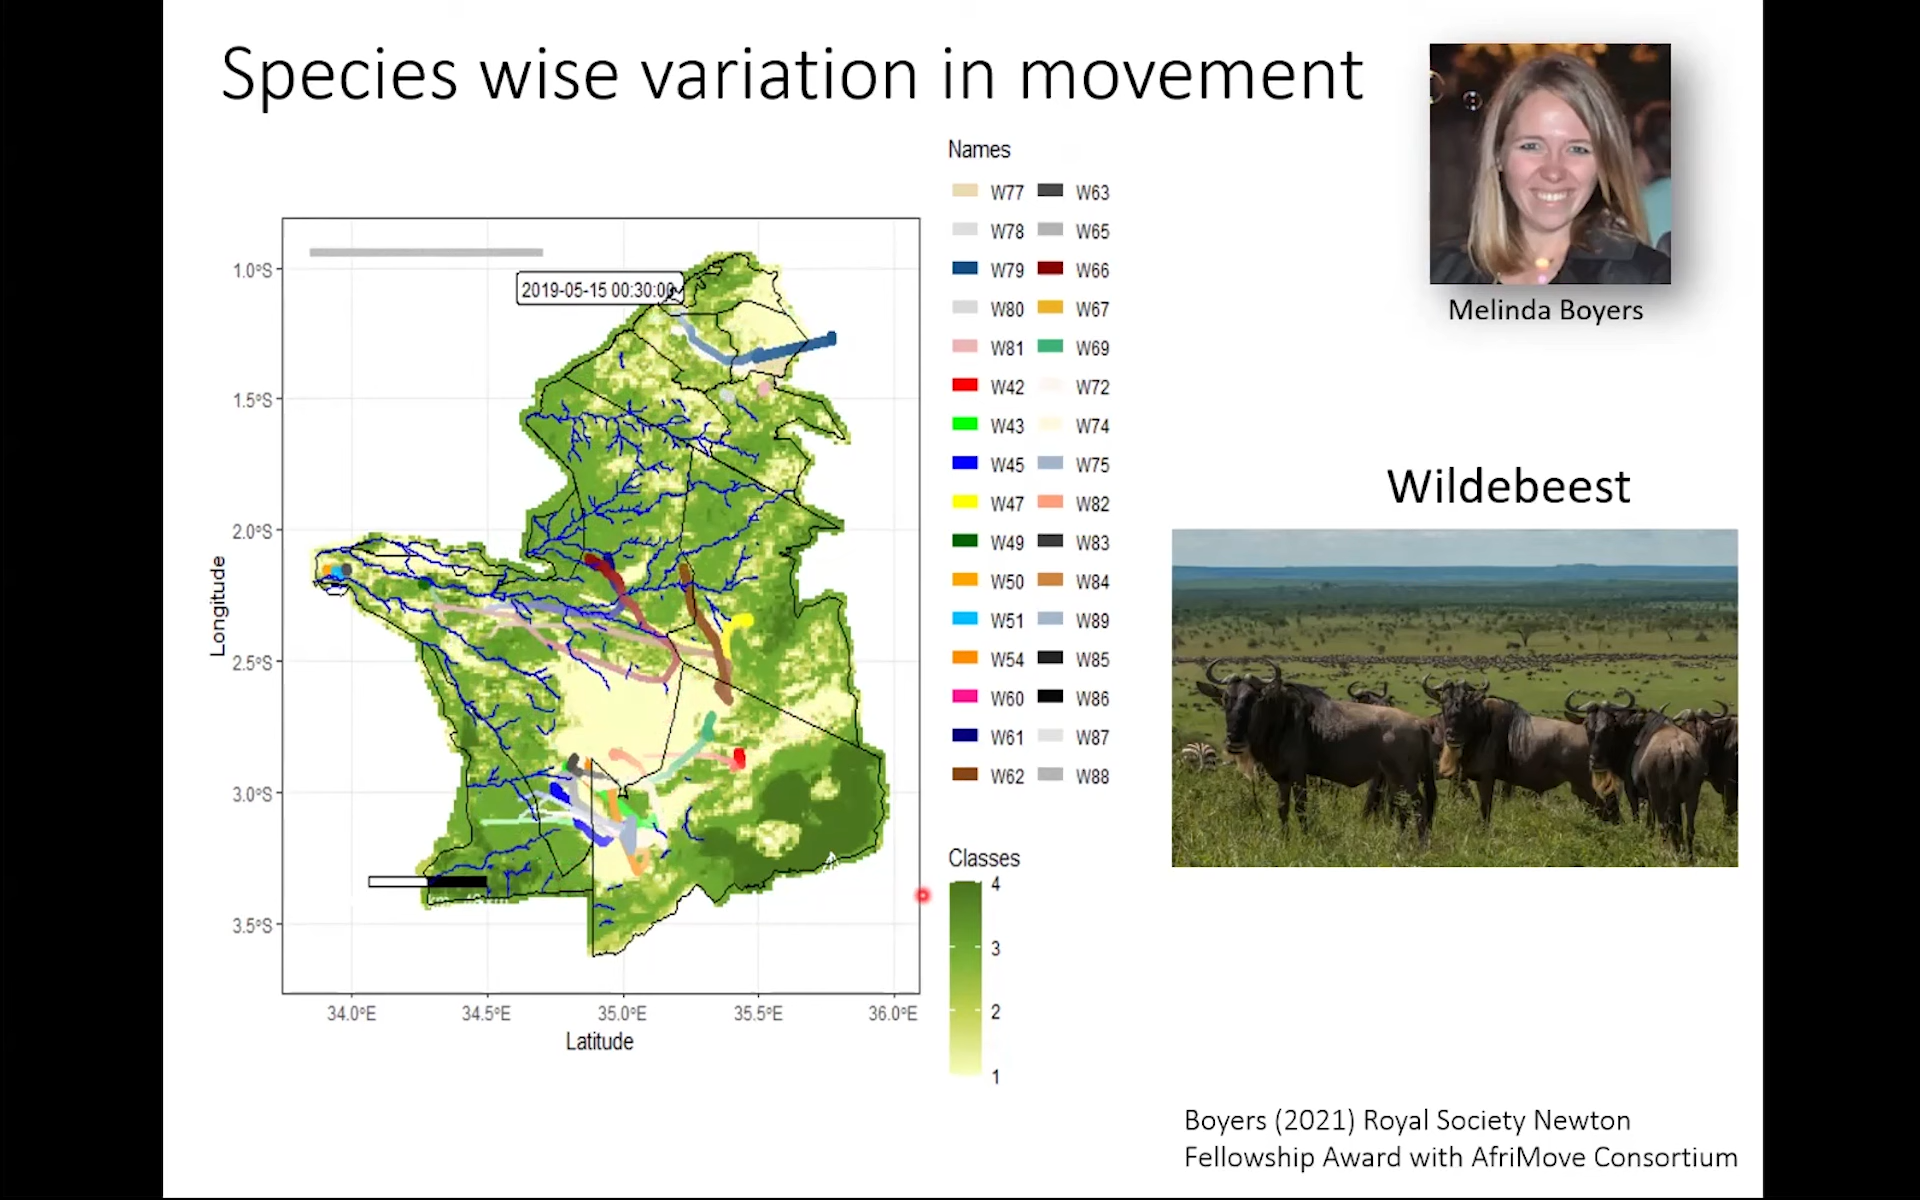 Species wise variation in movement
Melinda Boyers
Names
W77 W63
W78 W65
W79 W66
W80 W67
W81 W69
W42 W72
W43 W74
W45 W75
W47 W82
W49 W83
W50 W84
W51 W89
W54 W85
W60 W86
W61 W87
W62 W88
2019-05-15 00:30:00
1.0°S
1.5°S
2.0°S
2.5°S
3.0°S
3.5°S
Longitude
34.0°E 34.5°E 35.0°E 35.5°E 36.0°E
Latitude
Classes
4
3
2
1
Wildebeest
Boyers (2021) Royal Society Newton
Fellowship Award with AfriMove Consortium